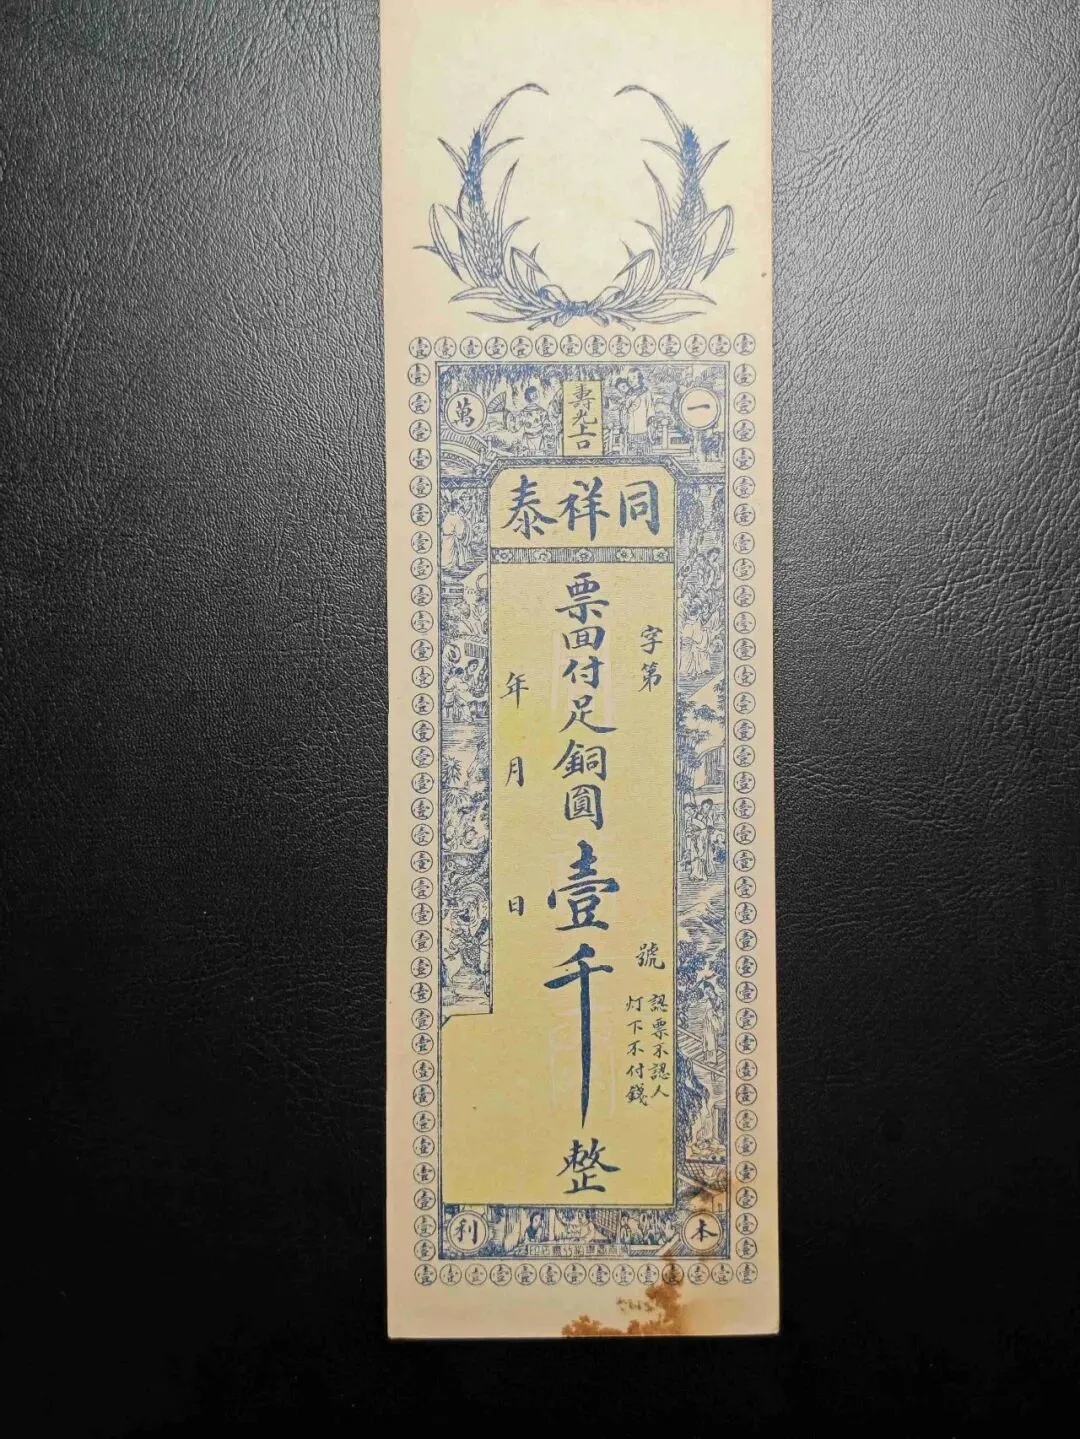 一本萬利
壽光上口
同祥泰
字第
號
認票不認人
灯下不付錢
票面付足銅圓壹千整
年
月
日